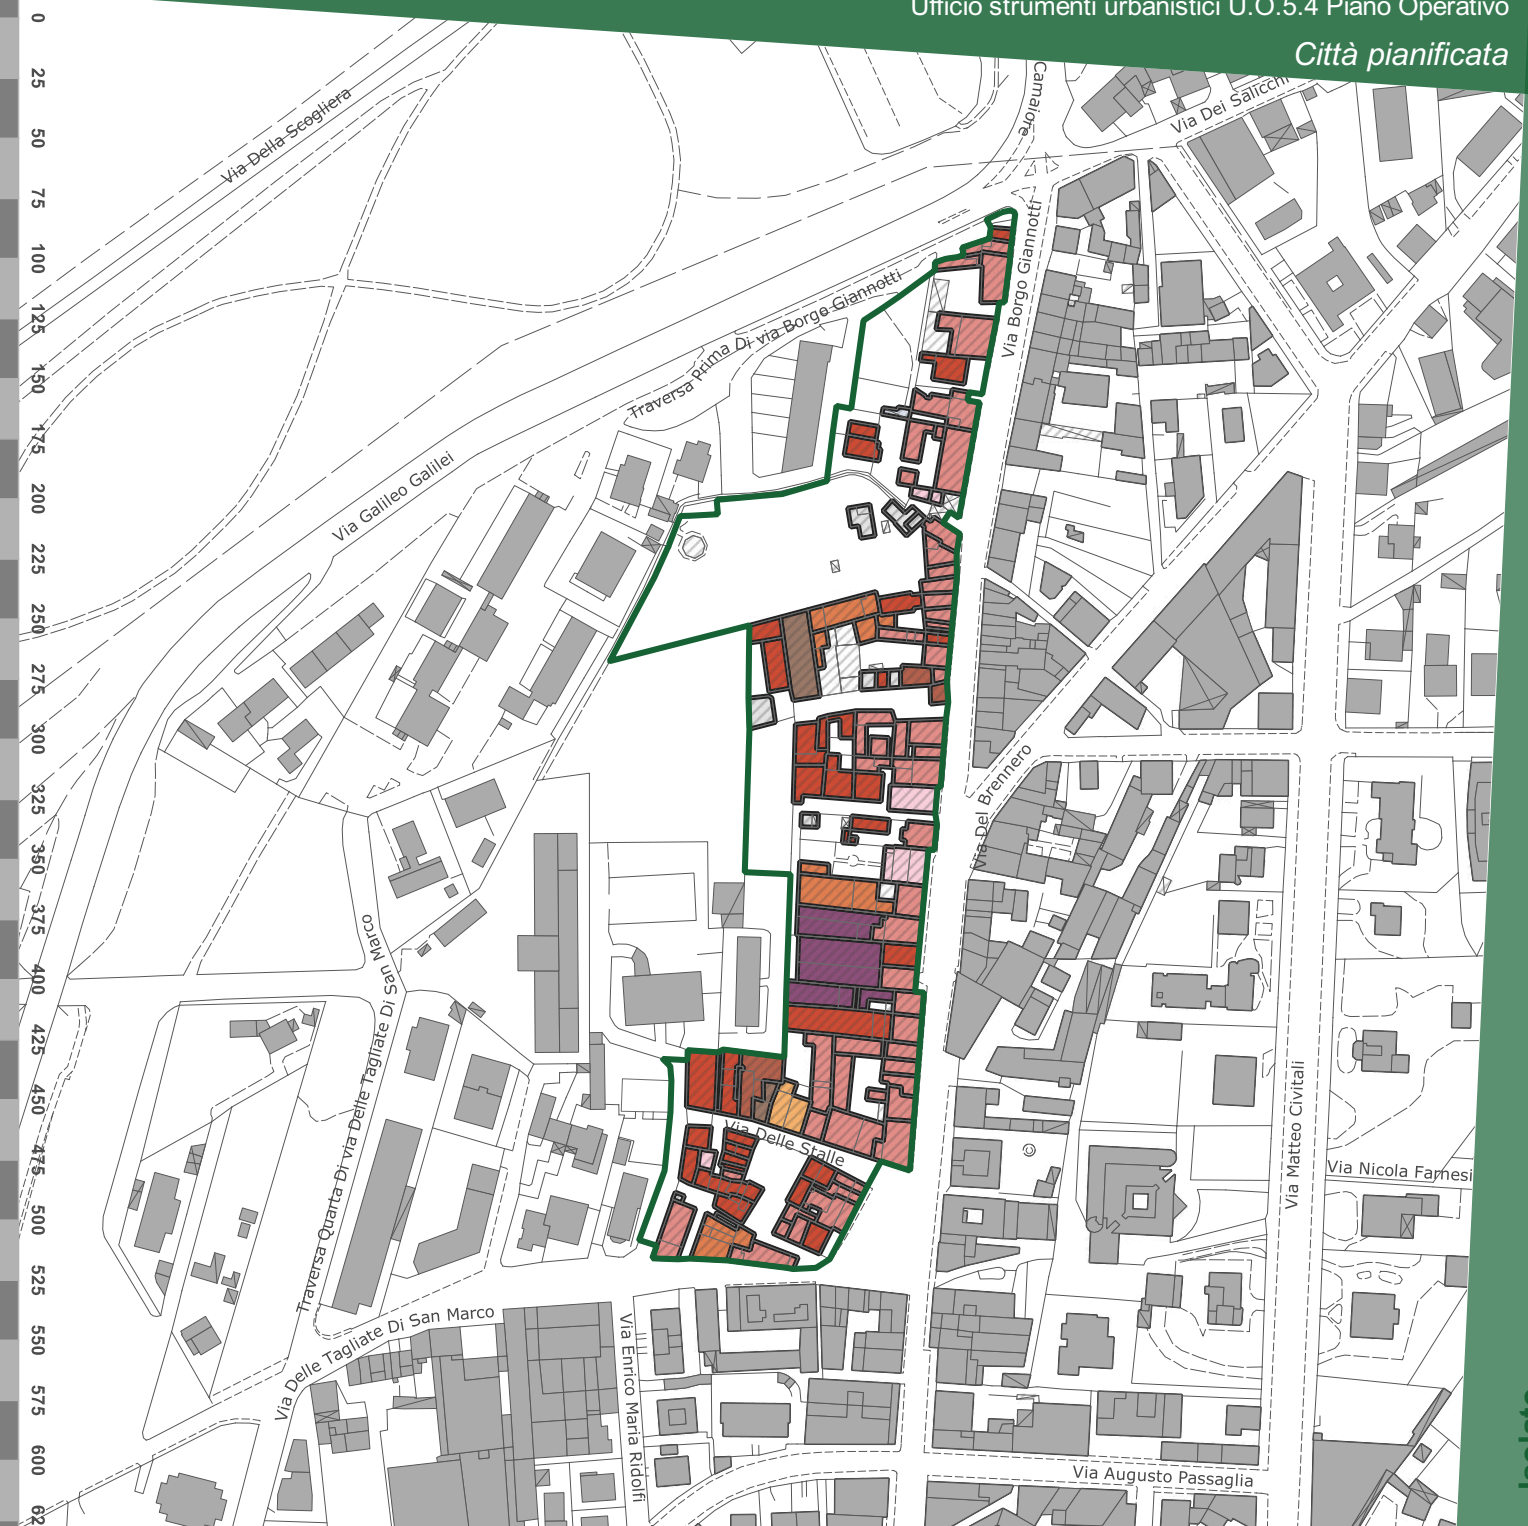 Ufficio strumenti urbanistici U.O.5.4 Piano Operativo
Città pianificata
0
25
50
75
100
125
150
175
200
225
250
275
300
325
350
375
400
425
450
475
500
525
550
575
600
Via Della Scogliera
Camaiore
Via Dei Salicchi
Via Borgo Giannotti
Traversa Prima Di via Borgo Giannotti
Via Galileo Galilei
Via Del Brennero
Traversa Quarta Di via Delle Tagliate Di San Marco
Via Matteo Civitali
Via Delle Stalle
Via Nicola Farnesi
Via Delle Tagliate Di San Marco
Via Enrico Maria Ridolfi
Via Augusto Passaglia